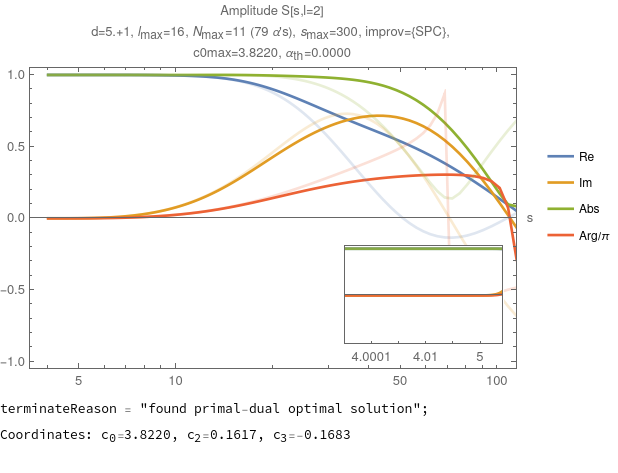 Amplitude S[s,l=2]
d=5.+1, lmax=16, Nmax=11 (79 α's), smax=300, improv={SPC},
c0max=3.8220, αth=0.0000
1.0
0.5
0.0
−0.5
−1.0
5
10
50
100
s
4.0001
4.01
5
Re
Im
Abs
Arg/π
terminateReason = "found primal-dual optimal solution";
Coordinates: c0=3.8220, c2=0.1617, c3=-0.1683